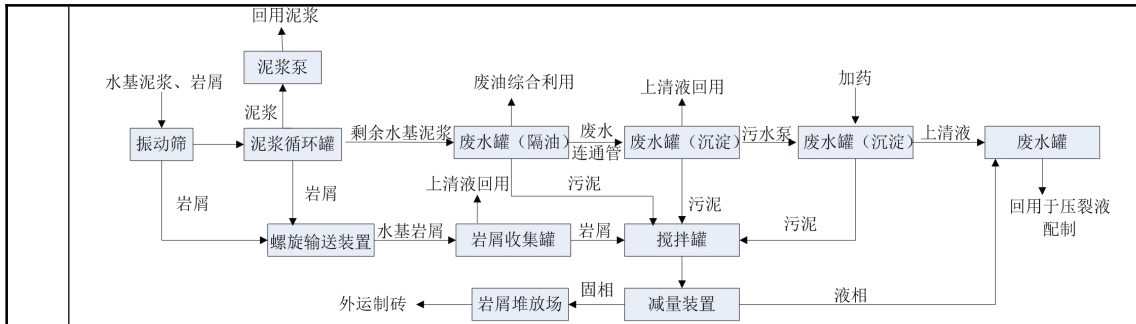 回用泥浆
泥浆泵
水基泥浆、岩屑
废油综合利用
上清液回用
加药
泥浆
振动筛
泥浆循环罐
剩余水基泥浆
废水罐（隔油）
废水
连通管
废水罐（沉淀）
污水泵
废水罐（沉淀）
上清液
废水罐
岩屑
岩屑
上清液回用
污泥
污泥
污泥
回用于压裂液
配制
螺旋输送装置
水基岩屑
岩屑收集罐
岩屑
搅拌罐
外运制砖
岩屑堆放场
固相
减量装置
液相